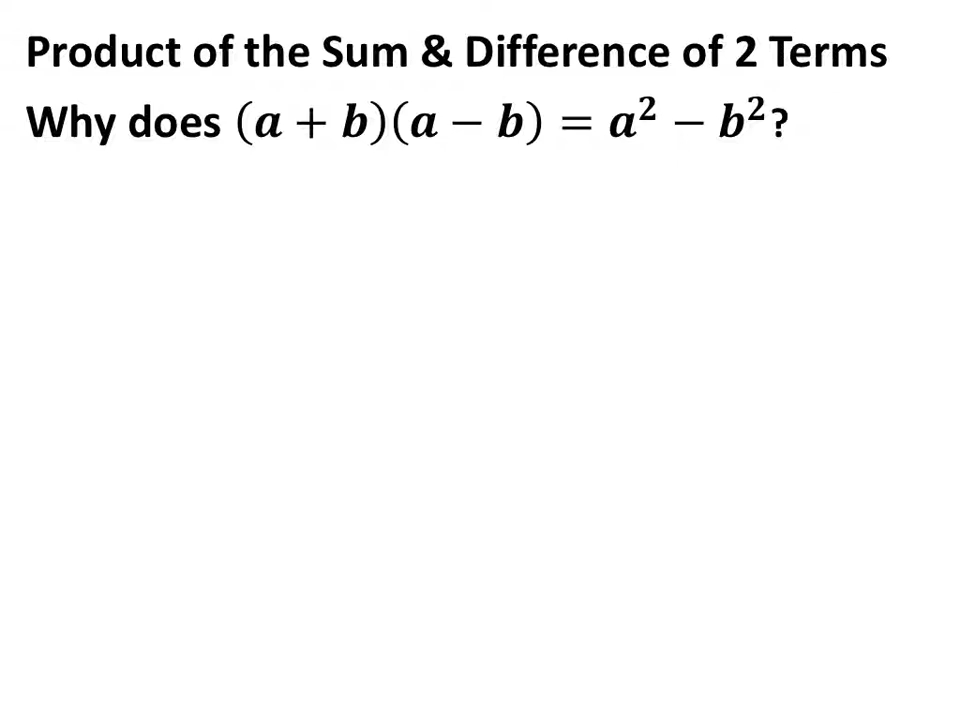 Product of the Sum & Difference of 2 Terms
Why does (𝒂 + 𝒃)(𝒂 − 𝒃) = 𝒂² − 𝒃²?